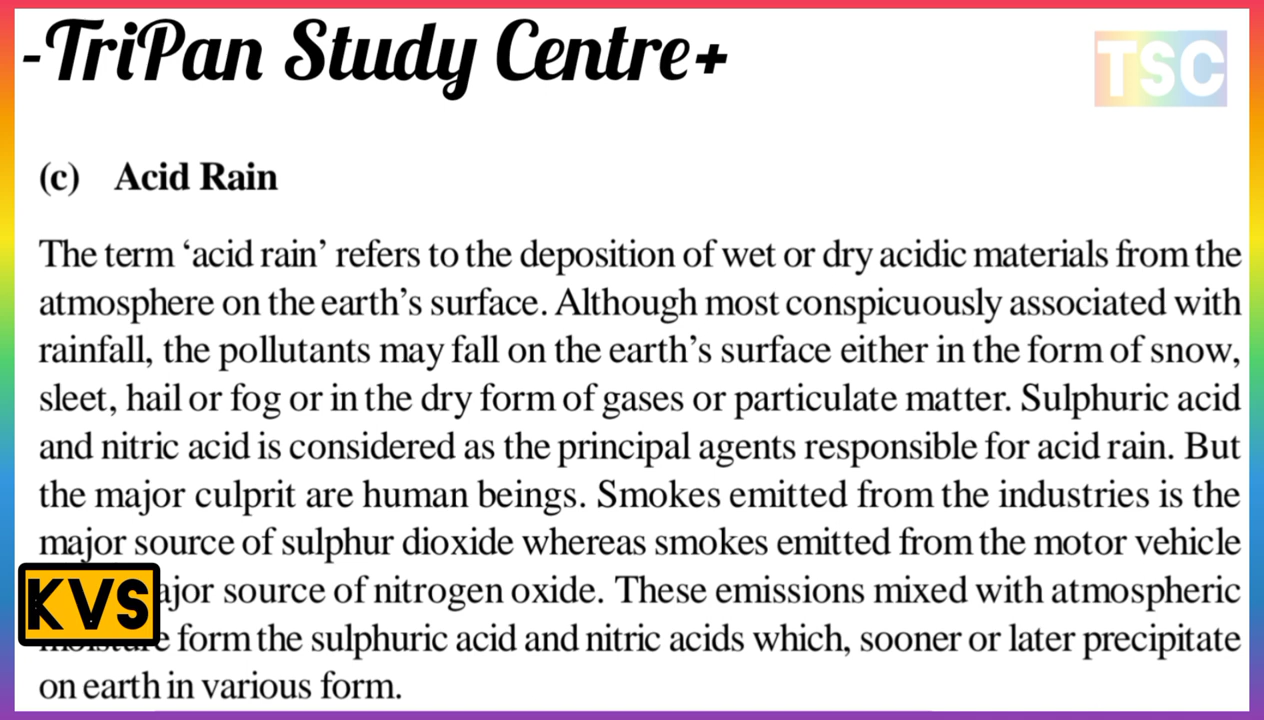 -TriPan Study Centre+
TSC
(c) Acid Rain
The term ‘acid rain’ refers to the deposition of wet or dry acidic materials from the
atmosphere on the earth’s surface. Although most conspicuously associated with
rainfall, the pollutants may fall on the earth’s surface either in the form of snow,
sleet, hail or fog or in the dry form of gases or particulate matter. Sulphuric acid
and nitric acid is considered as the principal agents responsible for acid rain. But
the major culprit are human beings. Smokes emitted from the industries is the
major source of sulphur dioxide whereas smokes emitted from the motor vehicle
KVS
source of nitrogen oxide. These emissions mixed with atmospheric
form the sulphuric acid and nitric acids which, sooner or later precipitate
on earth in various form.